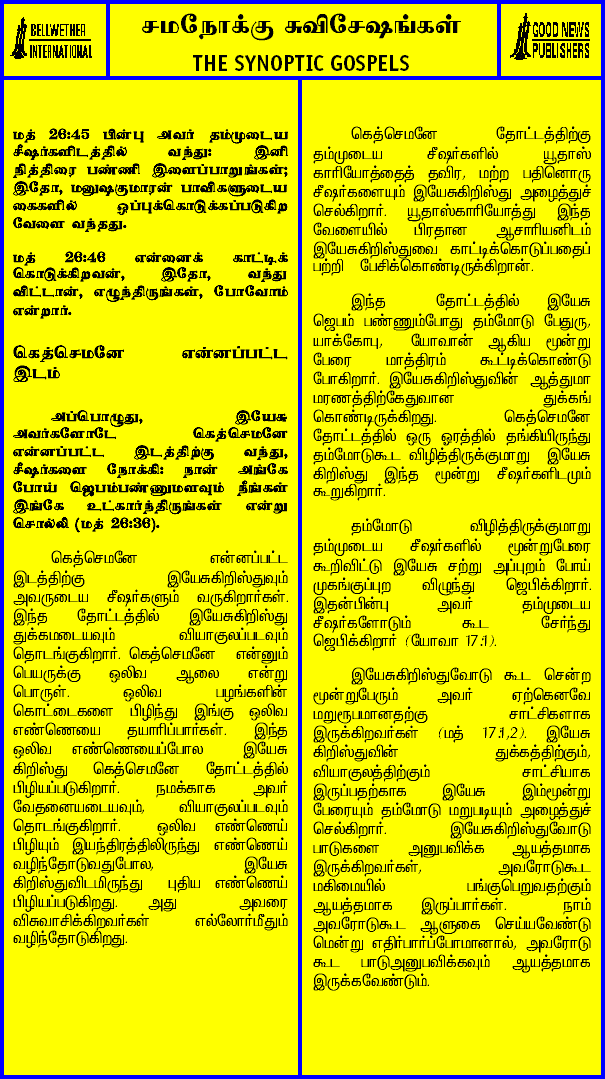 BELLWETHER
INTERNATIONAL
சமநோக்கு சுவிசேஷங்கள்
THE SYNOPTIC GOSPELS
GOOD NEWS
PUBLISHERS
மத் 26:45 பின்பு அவர் தம்முடைய
சீஷர்களிடத்தில் வந்து: இனி
நித்திரை பண்ணி இளைப்பாறுங்கள்;
இதோ, மனுஷகுமாரன் பாவிகளுடைய
கைகளில் ஒப்புக்கொடுக்கப்படுகிற
வேளை வந்தது.
மத் 26:46 என்னைக் காட்டிக்
கொடுக்கிறவன், இதோ, வந்து
விட்டான், எழுந்திருங்கள், போவோம்
என்றார்.
கெத்செமனே என்னப்பட்ட
இடம்
அப்பொழுது, இயேசு
அவர்களோடே கெத்செமனே
என்னப்பட்ட இடத்திற்கு வந்து,
சீஷர்களை நோக்கி: நான் அங்கே
போய் ஜெபம்பண்ணுமளவும் நீங்கள்
இங்கே உட்கார்ந்திருங்கள் என்று
சொல்லி (மத் 26:36).
கெத்செமனே என்னப்பட்ட
இடத்திற்கு இயேசுகிறிஸ்துவும்
அவருடைய சீஷர்களும் வருகிறார்கள்.
இந்த தோட்டத்தில் இயேசுகிறிஸ்து
துக்கமடையவும் வியாகுலப்படவும்
தொடங்குகிறார். கெத்செமனே என்னும்
பெயருக்கு ஒலிவ ஆலை என்று
பொருள். ஒலிவ பழங்களின்
கொட்டைகளை பிழிந்து இங்கு ஒலிவ
எண்ணெயை தயாரிப்பார்கள். இந்த
ஒலிவ எண்ணெயைப்போல இயேசு
கிறிஸ்து கெத்செமனே தோட்டத்தில்
பிழியப்படுகிறார். நமக்காக அவர்
வேதனையடையவும், வியாகுலப்படவும்
தொடங்குகிறார். ஒலிவ எண்ணெய்
பிழியும் இயந்திரத்திலிருந்து எண்ணெய்
வழிந்தோடுவதுபோல, இயேசு
கிறிஸ்துவிடமிருந்து புதிய எண்ணெய்
பிழியப்படுகிறது. அது அவரை
விசுவாசிக்கிறவர்கள் எல்லோர்மீதும்
வழிந்தோடுகிறது.
கெத்செமனே தோட்டத்திற்கு
தம்முடைய சீஷர்களில் யூதாஸ்
காரியோத்தைத் தவிர, மற்ற பதினொரு
சீஷர்களையும் இயேசுகிறிஸ்து அழைத்துச்
செல்கிறார். யூதாஸ்காரியோத்து இந்த
வேளையில் பிரதான ஆசாரியனிடம்
இயேசுகிறிஸ்துவை காட்டிக்கொடுப்பதைப்
பற்றி பேசிக்கொண்டிருக்கிறான்.
இந்த தோட்டத்தில் இயேசு
ஜெபம் பண்ணும்போது தம்மோடு பேதுரு,
யாக்கோபு, யோவான் ஆகிய மூன்று
பேரை மாத்திரம் கூட்டிக்கொண்டு
போகிறார். இயேசுகிறிஸ்துவின் ஆத்துமா
மரணத்திற்கேதுவான துக்கங்
கொண்டிருக்கிறது. கெத்செமனே
தோட்டத்தில் ஒரு ஓரத்தில் தங்கியிருந்து
தம்மோடுகூட விழித்திருக்குமாறு இயேசு
கிறிஸ்து இந்த மூன்று சீஷர்களிடமும்
கூறுகிறார்.
தம்மோடு விழித்திருக்குமாறு
தம்முடைய சீஷர்களில் மூன்றுபேரை
கூறிவிட்டு இயேசு சற்று அப்புறம் போய்
முகங்குப்புற விழுந்து ஜெபிக்கிறார்.
இதன்பின்பு அவர் தம்முடைய
சீஷர்களோடும் கூட சேர்ந்து
ஜெபிக்கிறார் (யோவா 17:1).
இயேசுகிறிஸ்துவோடு கூட சென்ற
மூன்றுபேரும் அவர் ஏற்கெனவே
மறுரூபமானதற்கு சாட்சிகளாக
இருக்கிறவர்கள் (மத் 17:1,2). இயேசு
கிறிஸ்துவின் துக்கத்திற்கும்,
வியாகுலத்திற்கும் சாட்சியாக
இருப்பதற்காக இயேசு இம்மூன்று
பேரையும் தம்மோடு மறுபடியும் அழைத்துச்
செல்கிறார். இயேசுகிறிஸ்துவோடு
பாடுகளை அனுபவிக்க ஆயத்தமாக
இருக்கிறவர்கள், அவரோடுகூட
மகிமையில் பங்குபெறுவதற்கும்
ஆயத்தமாக இருப்பார்கள். நாம்
அவரோடுகூட ஆளுகை செய்யவேண்டு
மென்று எதிர்பார்ப்போமானால், அவரோடு
கூட பாடுஅனுபவிக்கவும் ஆயத்தமாக
இருக்கவேண்டும்.